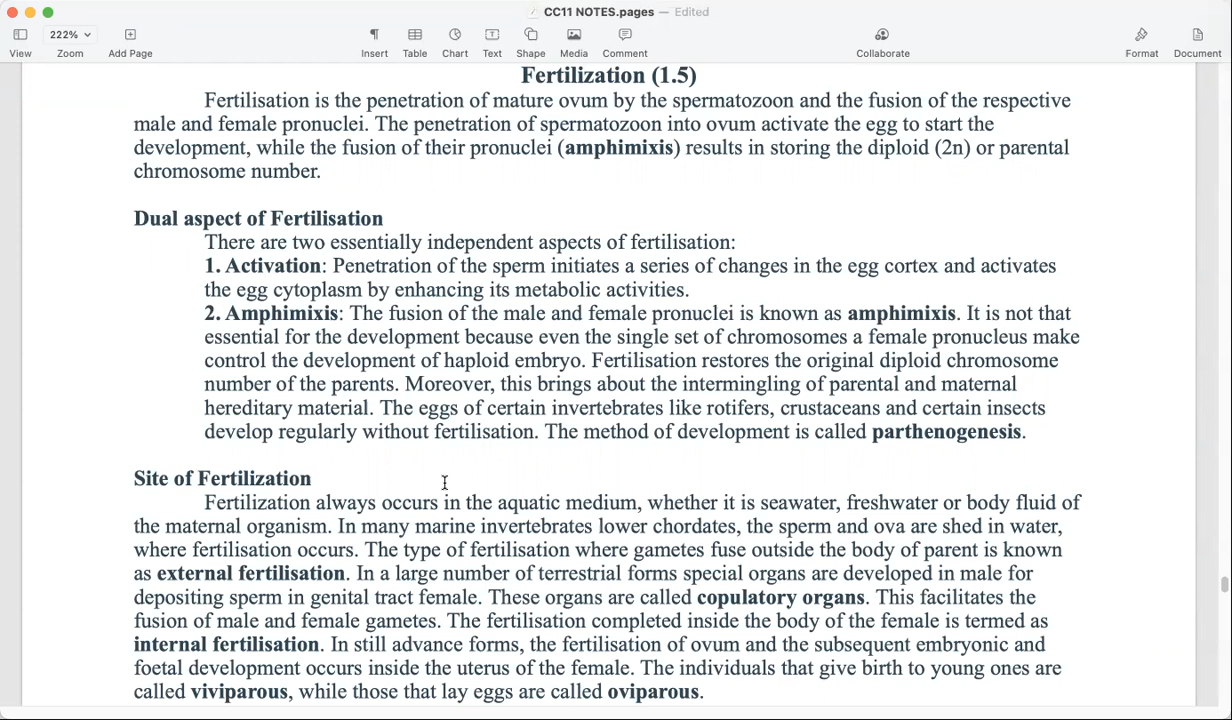 CC11 NOTES.pages — Edited
222%
View Zoom Add Page Insert Table Chart Text Shape Media Comment Collaborate Format Document
Fertilization (1.5)
Fertilisation is the penetration of mature ovum by the spermatozoon and the fusion of the respective
male and female pronuclei. The penetration of spermatozoon into ovum activate the egg to start the
development, while the fusion of their pronuclei (amphimixis) results in storing the diploid (2n) or parental
chromosome number.
Dual aspect of Fertilisation
There are two essentially independent aspects of fertilisation:
1. Activation: Penetration of the sperm initiates a series of changes in the egg cortex and activates
the egg cytoplasm by enhancing its metabolic activities.
2. Amphimixis: The fusion of the male and female pronuclei is known as amphimixis. It is not that
essential for the development because even the single set of chromosomes a female pronucleus make
control the development of haploid embryo. Fertilisation restores the original diploid chromosome
number of the parents. Moreover, this brings about the intermingling of parental and maternal
hereditary material. The eggs of certain invertebrates like rotifers, crustaceans and certain insects
develop regularly without fertilisation. The method of development is called parthenogenesis.
Site of Fertilization
Fertilization always occurs in the aquatic medium, whether it is seawater, freshwater or body fluid of
the maternal organism. In many marine invertebrates lower chordates, the sperm and ova are shed in water,
where fertilisation occurs. The type of fertilisation where gametes fuse outside the body of parent is known
as external fertilisation. In a large number of terrestrial forms special organs are developed in male for
depositing sperm in genital tract female. These organs are called copulatory organs. This facilitates the
fusion of male and female gametes. The fertilisation completed inside the body of the female is termed as
internal fertilisation. In still advance forms, the fertilisation of ovum and the subsequent embryonic and
foetal development occurs inside the uterus of the female. The individuals that give birth to young ones are
called viviparous, while those that lay eggs are called oviparous.